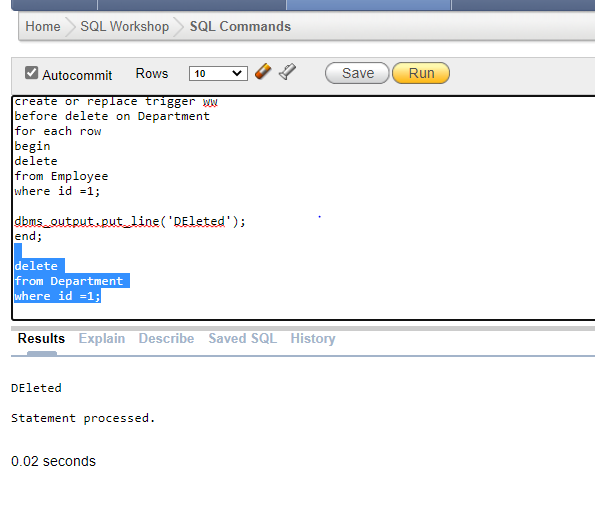 Home SQL Workshop SQL Commands
Autocommit Rows 10 Save Run
create or replace trigger ww
before delete on Department
for each row
begin
delete
from Employee
where id =1;
dbms_output.put_line('DEleted');
end;
delete
from Department
where id =1;
Results Explain Describe Saved SQL History
DEleted
Statement processed.
0.02 seconds